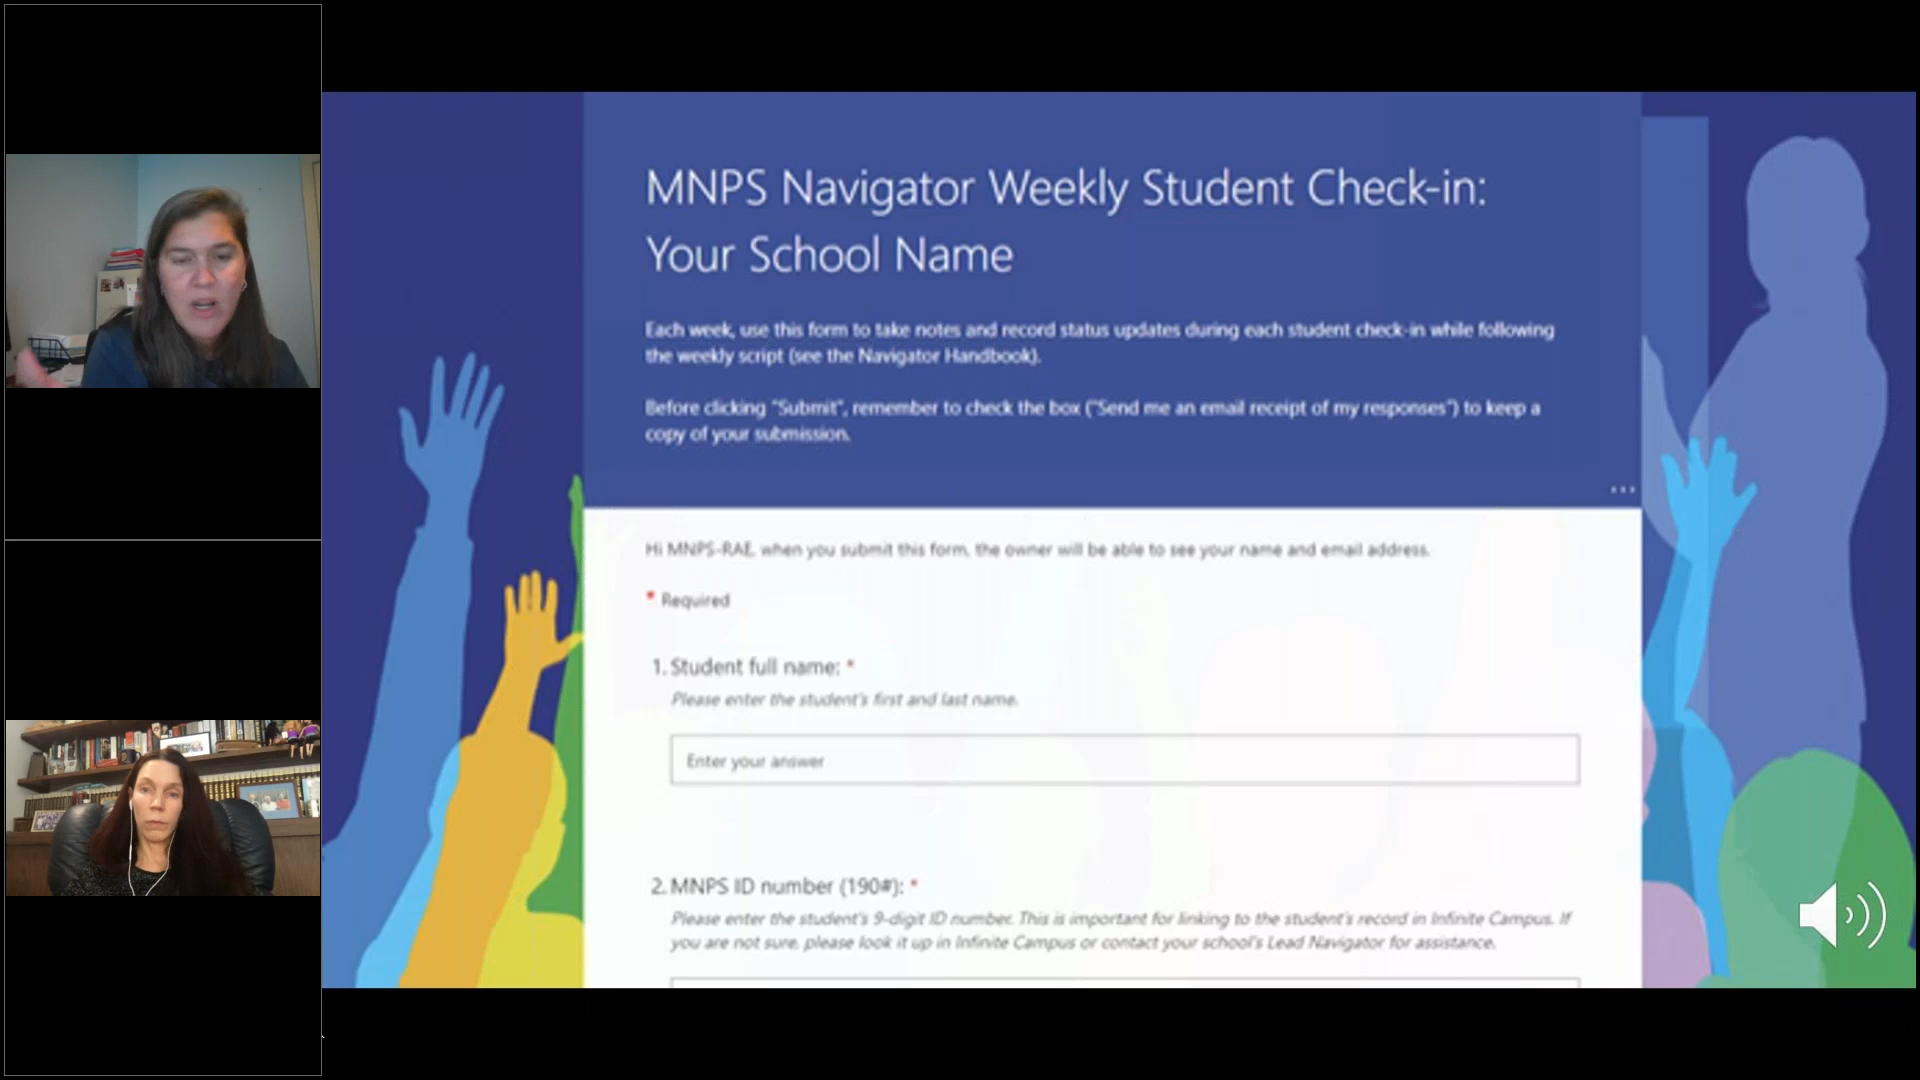 MNPS Navigator Weekly Student Check-in:
Your School Name
Each week, use this form to take notes and record status updates during each student check-in while following
the weekly script (see the Navigator Handbook).
Before clicking "Submit", remember to check the box ("Send me an email receipt of my responses") to keep a
copy of your submission.
Hi MNPS-RAE, when you submit this form, the owner will be able to see your name and email address.
* Required
1. Student full name: *
Please enter the student's first and last name.
Enter your answer
2. MNPS ID number (190#): *
Please enter the student's 9-digit ID number. This is important for linking to the student's record in Infinite Campus. If
you are not sure, please look it up in Infinite Campus or contact your school's Lead Navigator for assistance.